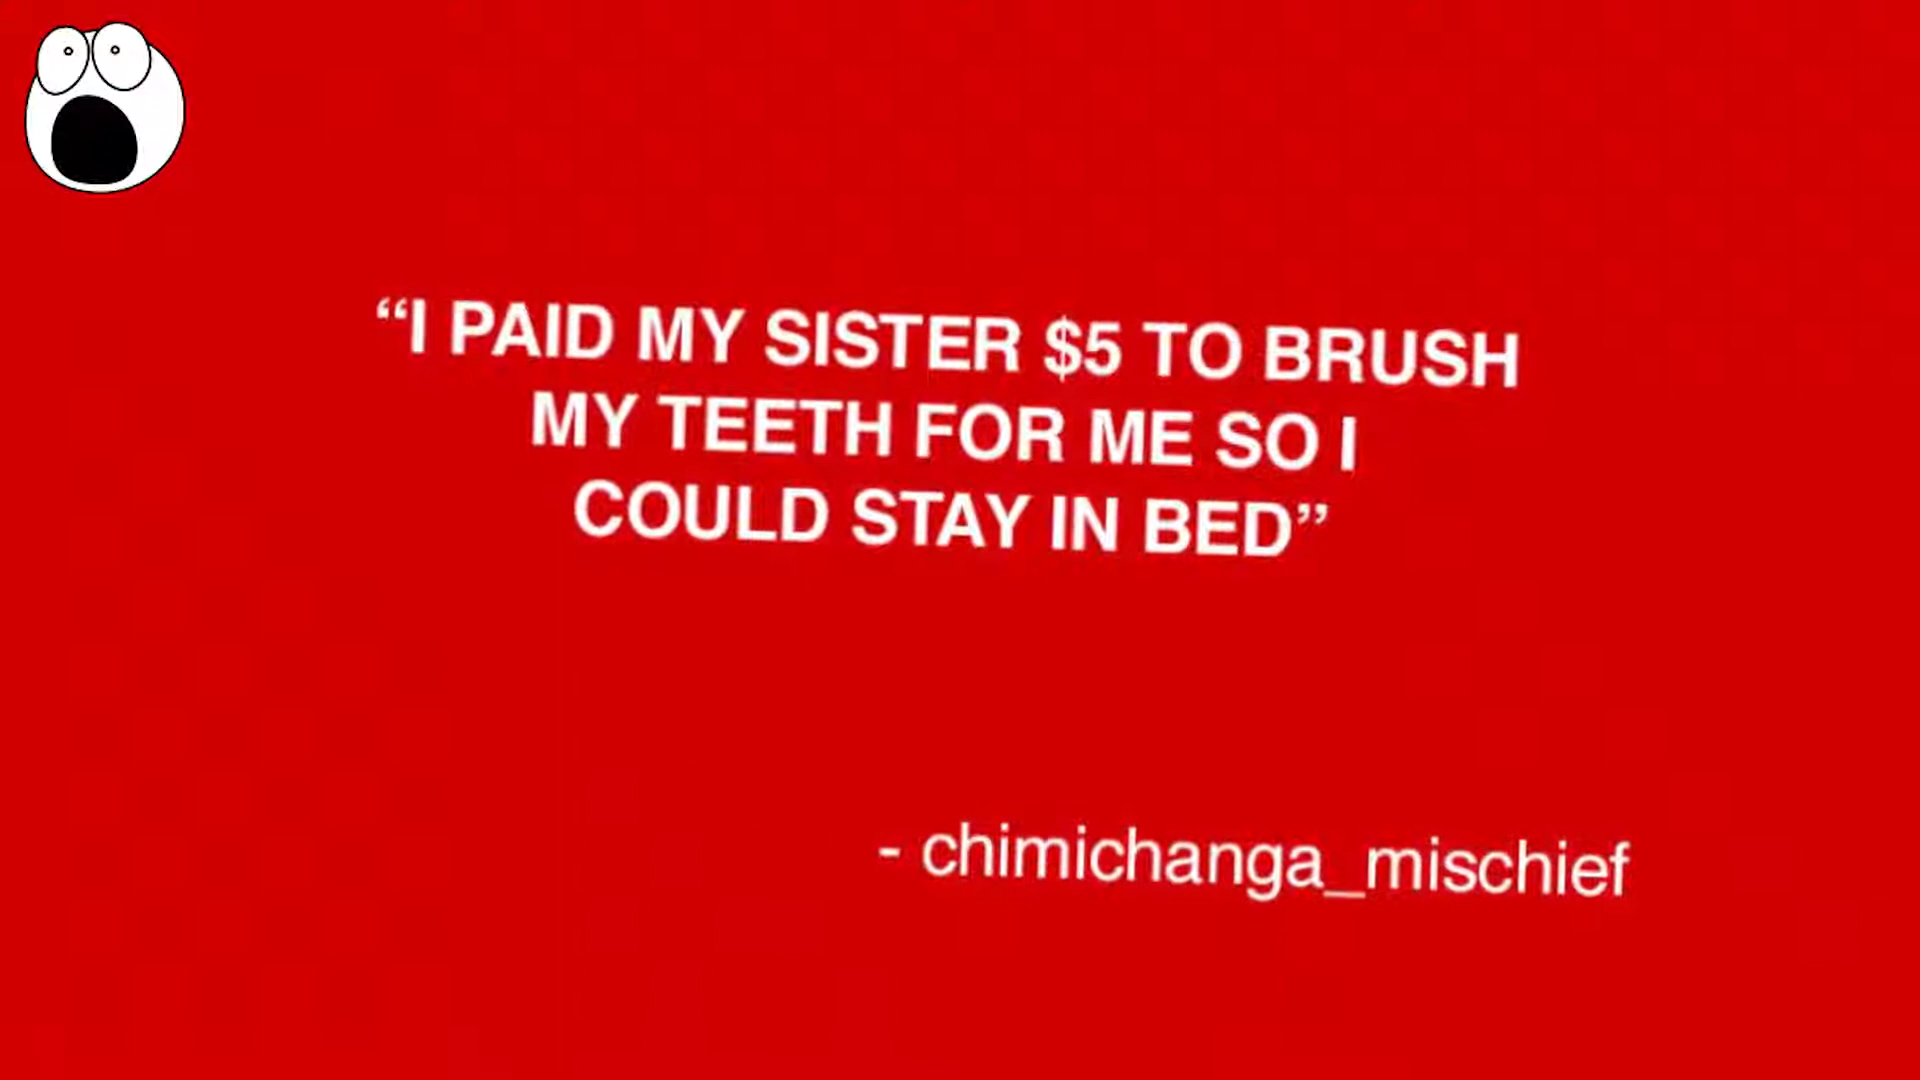 “I PAID MY SISTER $5 TO BRUSH
MY TEETH FOR ME SO I
COULD STAY IN BED”
- chimichanga_mischief